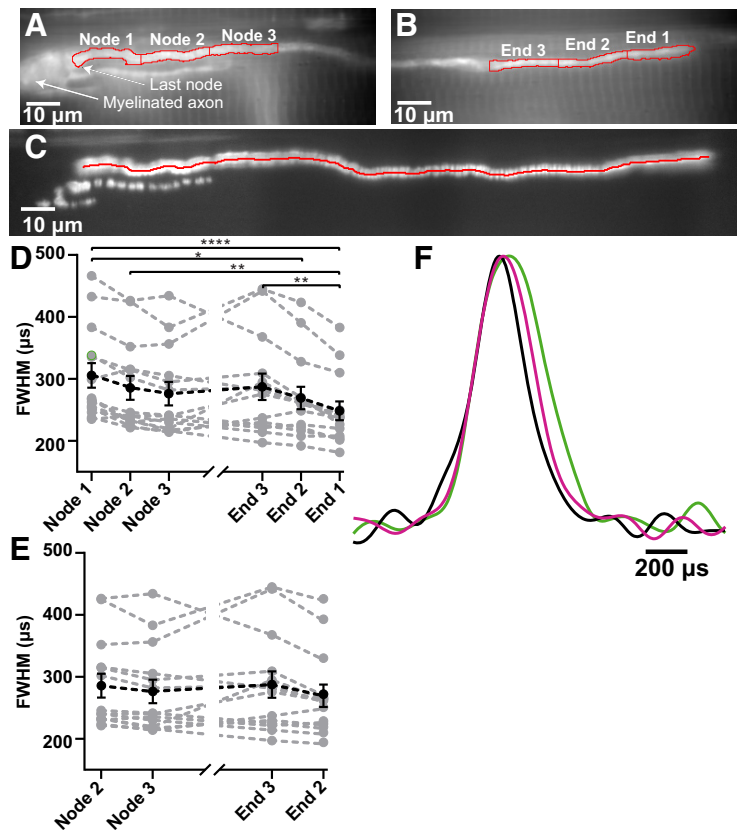 A
Node 1
Node 2
Node 3
Last node
Myelinated axon
10 µm
B
End 3
End 2
End 1
10 µm
C
10 µm
D
500
400
300
200
FWHM (µs)
****
*
**
**
Node 1
Node 2
Node 3
End 3
End 2
End 1
F
200 µs
E
500
400
300
200
FWHM (µs)
Node 2
Node 3
End 3
End 2